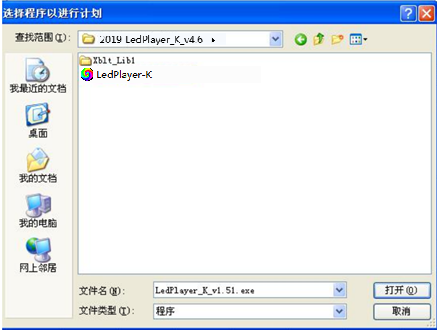 选择程序以进行计划
查找范围(I):
2019 LedPlayer_K_v4.6
Xblt_Lib1
LedPlayer-K
我最近的文档
桌面
我的文档
我的电脑
网上邻居
文件名(N):
LedPlayer_K_v1.51.exe
打开(O)
文件类型(T):
程序
取消